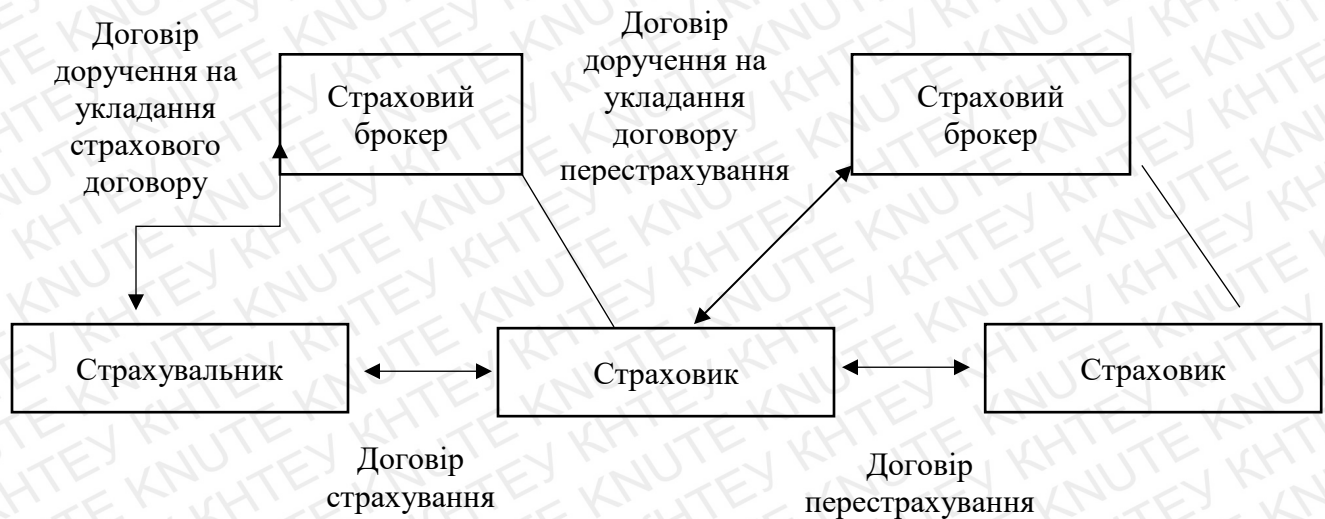 Договір
доручення на
укладання
страхового
договору
Страховий
брокер
Договір
доручення на
укладання
договору
перестрахування
Страховий
брокер
Страхувальник
Страховик
Страховик
Договір
страхування
Договір
перестрахування